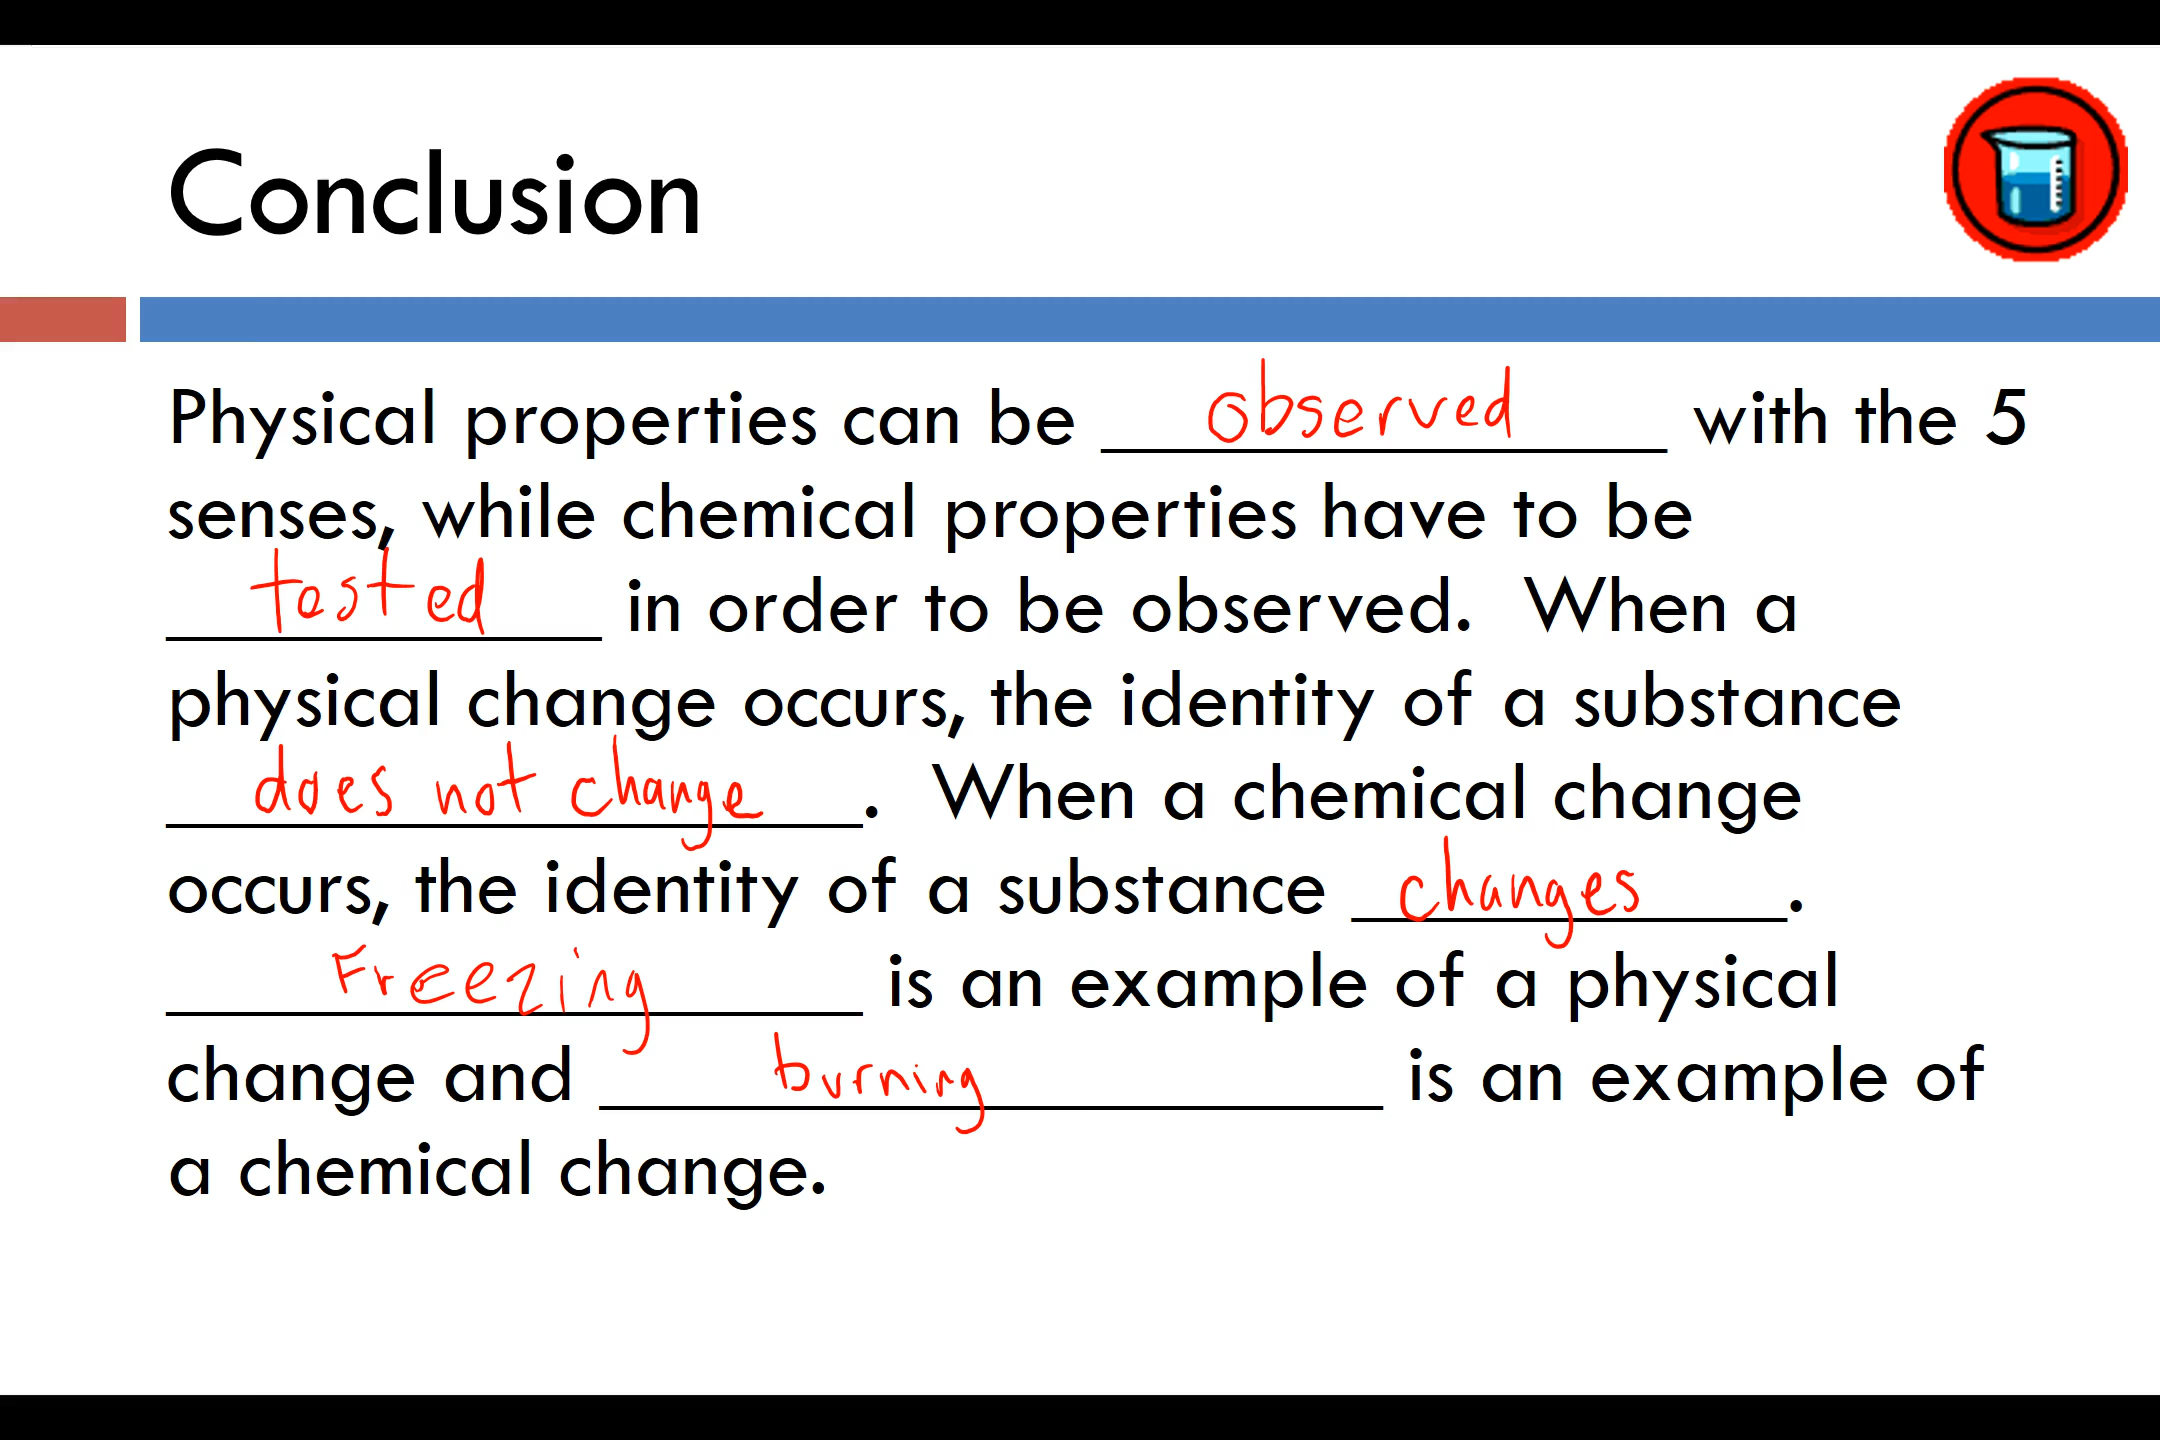 Conclusion
Physical properties can be observed with the 5
senses, while chemical properties have to be
tested in order to be observed. When a
physical change occurs, the identity of a substance
does not change. When a chemical change
occurs, the identity of a substance changes.
Freezing is an example of a physical
change and burning is an example of
a chemical change.